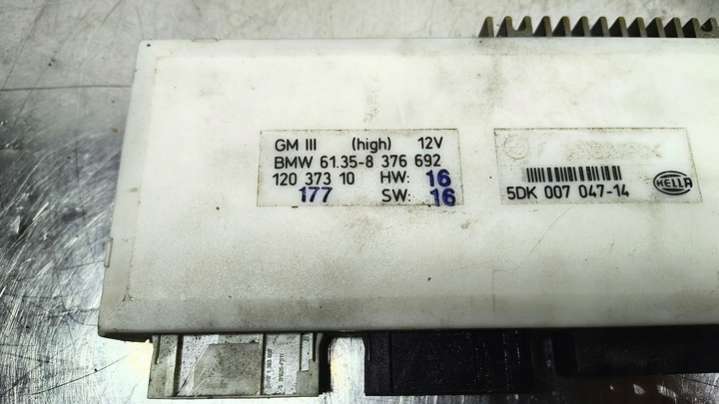 GM III (high) 12V
BMW 61.35-8 376 692
120 373 10 HW: 16
177 SW: 16
5DK 007 047-14
HELLA